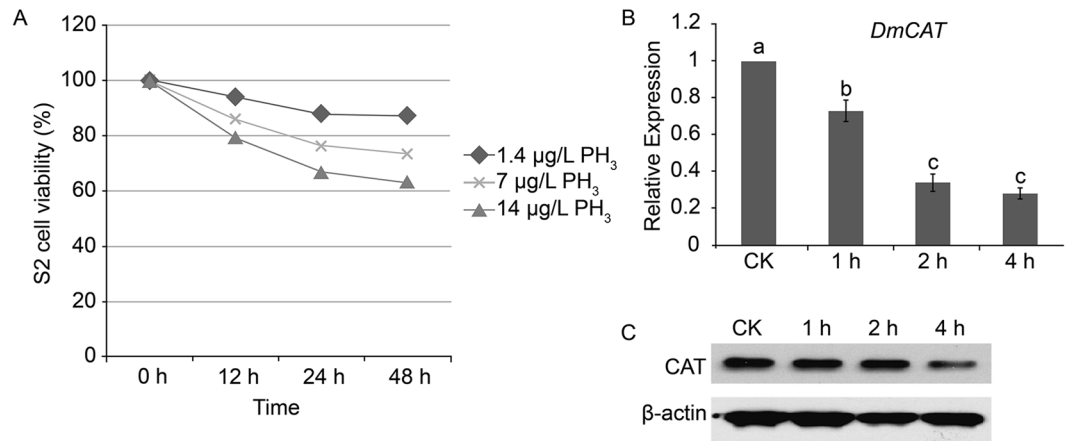 A
120
100
80
60
40
20
0
S2 cell viability (%)
0 h 12 h 24 h 48 h
Time
1.4 µg/L PH3
7 µg/L PH3
14 µg/L PH3
B
DmCAT
1.2
1
0.8
0.6
0.4
0.2
0
Relative Expression
a
b
c
c
CK 1 h 2 h 4 h
C
CK 1 h 2 h 4 h
CAT
β-actin